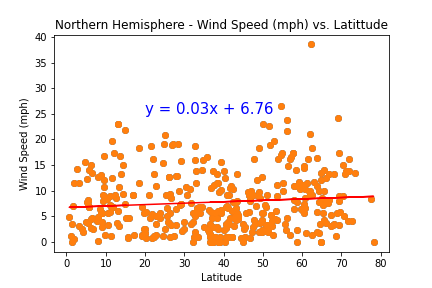 Northern Hemisphere - Wind Speed (mph) vs. Latittude
40
35
30
25
20
15
10
5
0
Wind Speed (mph)
y = 0.03x + 6.76
0 10 20 30 40 50 60 70 80
Latitude